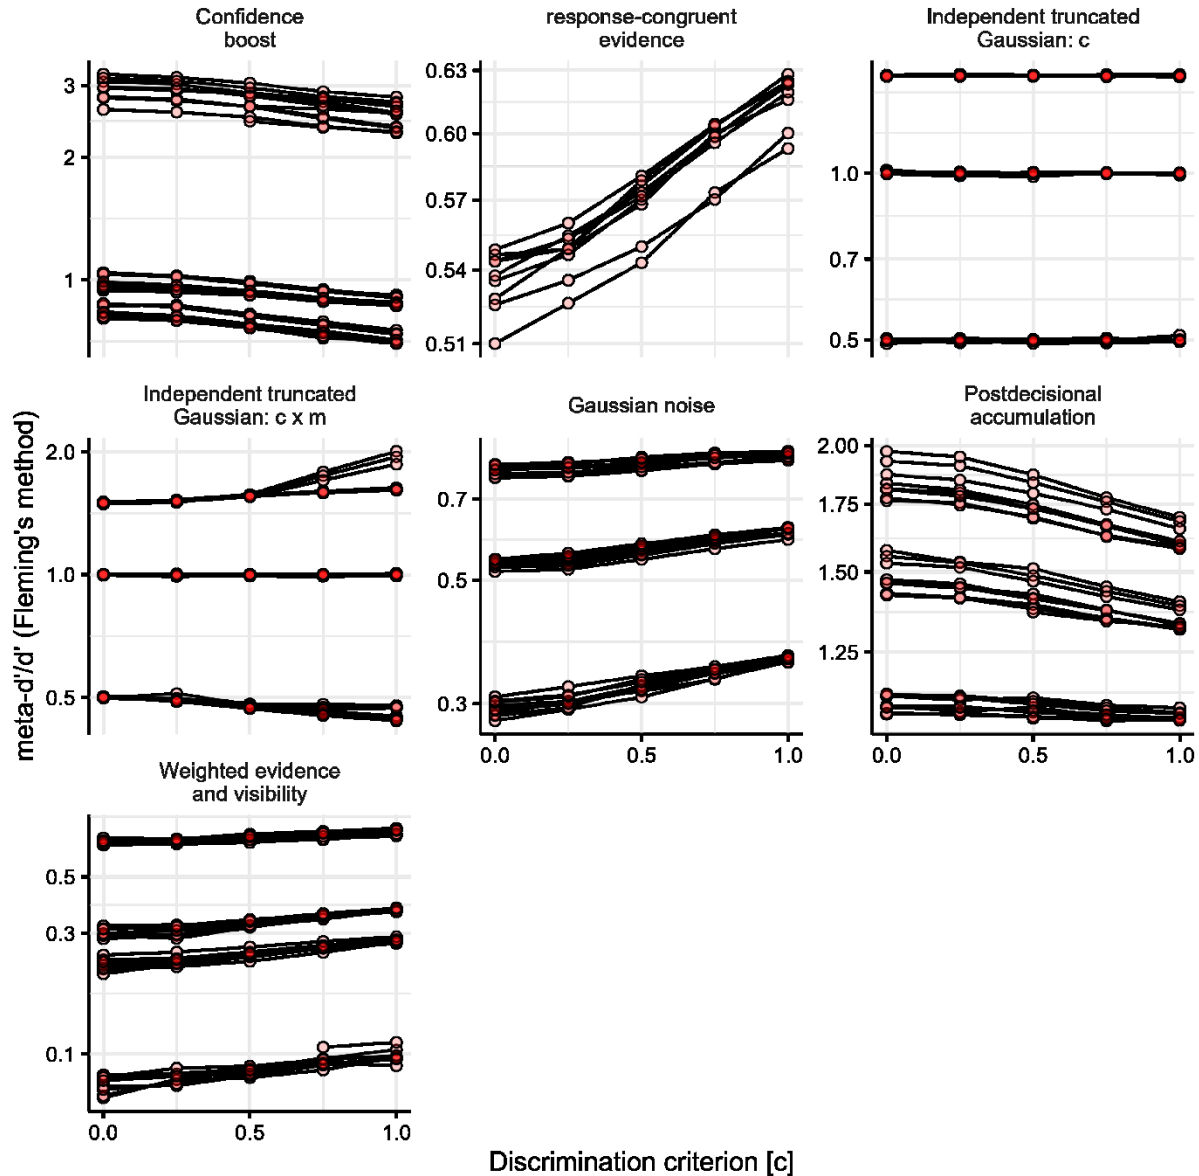 Confidence
boost
3
2
1
response-congruent
evidence
0.63
0.60
0.57
0.54
0.51
Independent truncated
Gaussian: c
1.0
0.7
0.5
Independent truncated
Gaussian: c x m
2.0
1.0
0.5
Gaussian noise
0.7
0.5
0.3
0.0 0.5 1.0
Postdecisional
accumulation
2.00
1.75
1.50
1.25
0.0 0.5 1.0
Weighted evidence
and visibility
0.5
0.3
0.1
0.0 0.5 1.0
meta-d'/d' (Fleming's method)
Discrimination criterion [c]